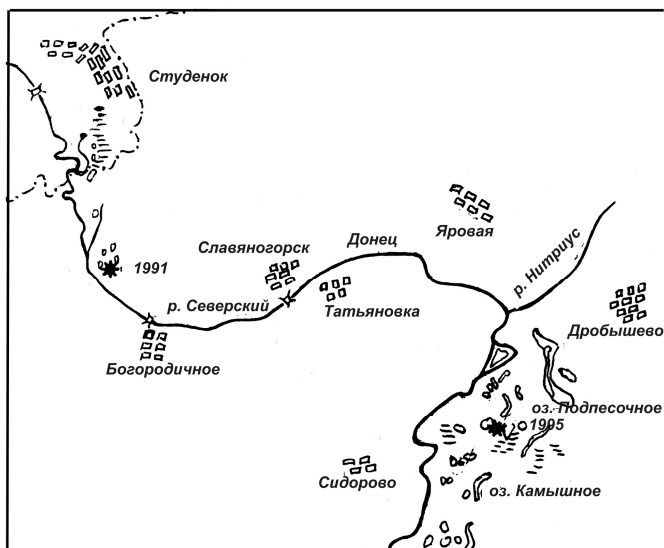 Студенок
Яровая
Славяногорск
Донец
р. Нитриус
1991
р. Северский
Татьяновка
Дробышево
Богородичное
оз. Подпесочное
1995
Сидорово
оз. Камышное